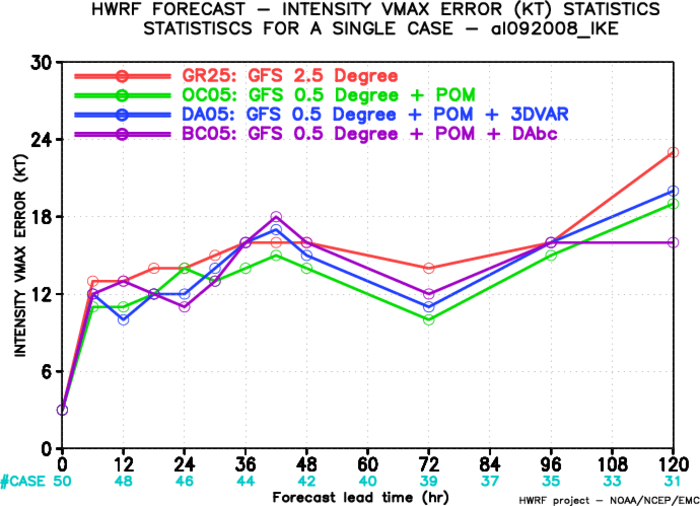 HWRF FORECAST – INTENSITY VMAX ERROR (KT) STATISTICS
STATISTISCS FOR A SINGLE CASE – al092008_IKE
GR25: GFS 2.5 Degree
OC05: GFS 0.5 Degree + POM
DA05: GFS 0.5 Degree + POM + 3DVAR
BC05: GFS 0.5 Degree + POM + DAbc
INTENSITY VMAX ERROR (KT)
30
24
18
12
6
0
0 12 24 36 48 60 72 84 96 108 120
#CASE 50 48 46 44 42 40 39 37 35 33 31
Forecast lead time (hr)
HWRF project – NOAA/NCEP/EMC